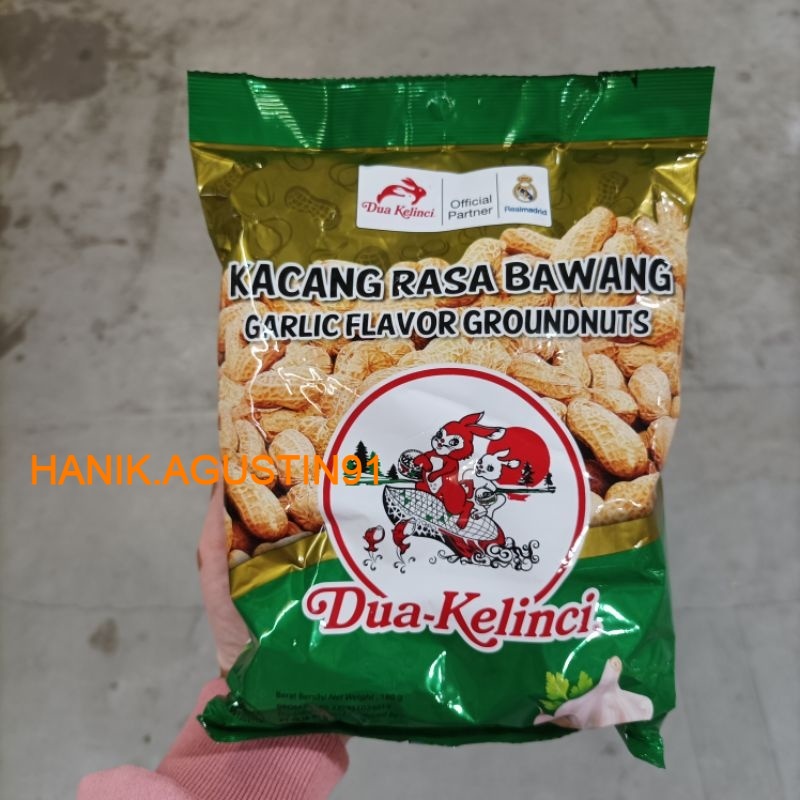 Dua Kelinci
Official
Partner
Realmadrid
KACANG RASA BAWANG
GARLIC FLAVOR GROUNDNUTS
HANIK.AGUSTIN91
Dua-Kelinci
Berat Bersih/ Net Weight :